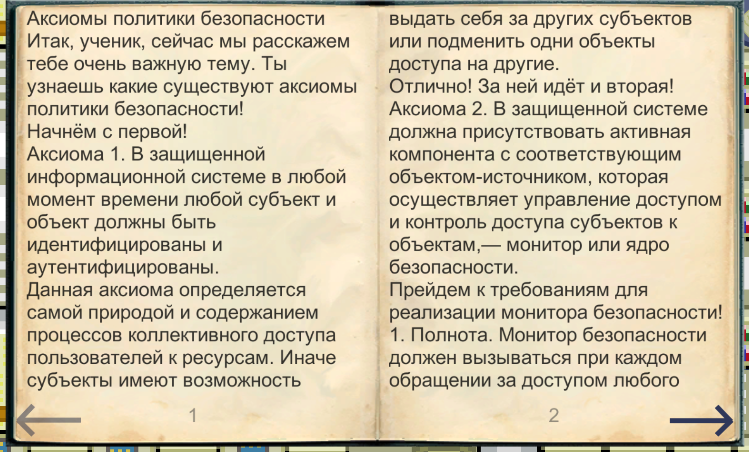 Аксиомы политики безопасности
Итак, ученик, сейчас мы расскажем
тебе очень важную тему. Ты
узнаешь какие существуют аксиомы
политики безопасности!
Начнём с первой!
Аксиома 1. В защищенной
информационной системе в любой
момент времени любой субъект и
объект должны быть
идентифицированы и
аутентифицированы.
Данная аксиома определяется
самой природой и содержанием
процессов коллективного доступа
пользователей к ресурсам. Иначе
субъекты имеют возможность
1
выдать себя за других субъектов
или подменить одни объекты
доступа на другие.
Отлично! За ней идёт и вторая!
Аксиома 2. В защищенной системе
должна присутствовать активная
компонента с соответствующим
объектом-источником, которая
осуществляет управление доступом
и контроль доступа субъектов к
объектам,— монитор или ядро
безопасности.
Прейдем к требованиям для
реализации монитора безопасности!
1. Полнота. Монитор безопасности
должен вызываться при каждом
обращении за доступом любого
2